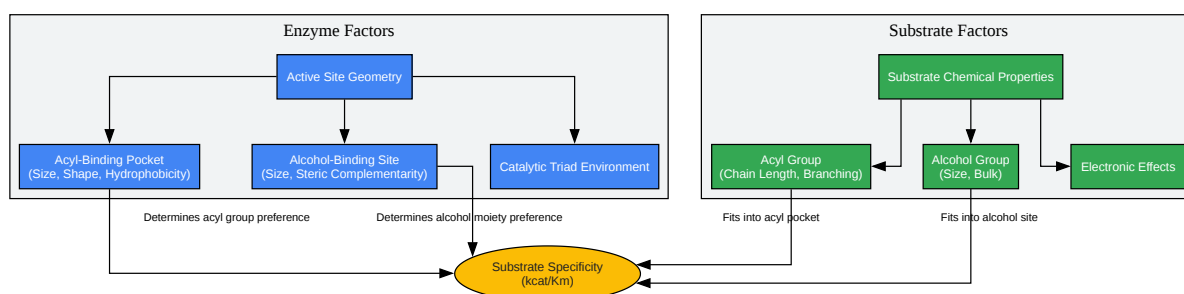 Enzyme Factors
Substrate Factors
Active Site Geometry
Substrate Chemical Properties
Acyl-Binding Pocket
(Size, Shape, Hydrophobicity)
Alcohol-Binding Site
(Size, Steric Complementarity)
Catalytic Triad Environment
Acyl Group
(Chain Length, Branching)
Alcohol Group
(Size, Bulk)
Electronic Effects
Determines acyl group preference
Determines alcohol moiety preference
Fits into acyl pocket
Fits into alcohol site
Substrate Specificity
(kcat/Km)